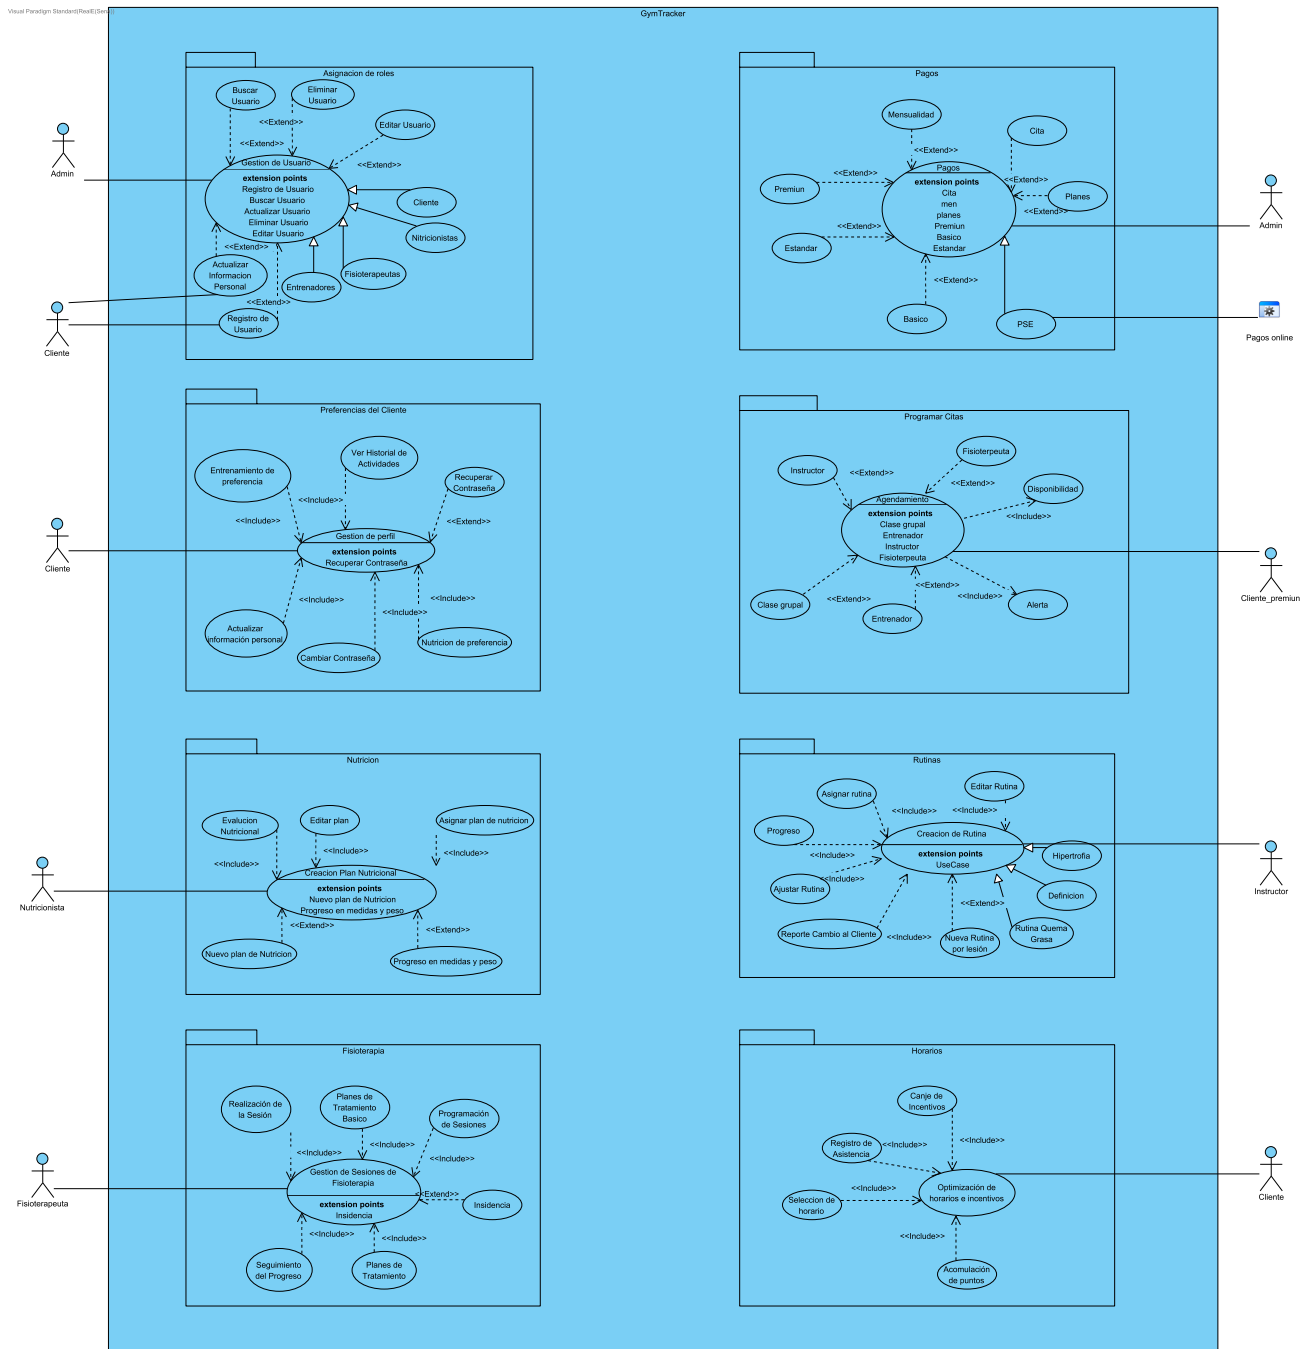 Visual Paradigm Standard(RealE(Sena))
GymTracker
Asignacion de roles
Buscar
Usuario
Eliminar
Usuario
Editar Usuario
<<Extend>>
<<Extend>>
<<Extend>>
Gestion de Usuario
extension points
Registro de Usuario
Buscar Usuario
Actualizar Usuario
Eliminar Usuario
Editar Usuario
Cliente
Nitricionistas
Fisioterapeutas
Entrenadores
<<Extend>>
Actualizar
Informacion
Personal
<<Extend>>
Registro de
Usuario
Admin
Cliente
Pagos
Mensualidad
Cita
<<Extend>>
Premiun
<<Extend>>
<<Extend>>
Planes
<<Extend>>
Pagos
extension points
Cita
men
planes
Premiun
Basico
Estandar
Estandar
<<Extend>>
<<Extend>>
Basico
PSE
Admin
Pagos online
Preferencias del Cliente
Entrenamiento de
preferencia
Ver Historial de
Actividades
Recuperar
Contraseña
<<Include>>
<<Include>>
<<Extend>>
Gestion de perfil
extension points
Recuperar Contraseña
<<Include>>
<<Include>>
<<Include>>
Actualizar
información personal
Cambiar Contraseña
Nutricion de preferencia
Cliente
Programar Citas
Instructor
Fisioterpeuta
Disponibilidad
<<Extend>>
<<Extend>>
<<Include>>
Agendamiento
extension points
Clase grupal
Entrenador
Instructor
Fisioterpeuta
<<Extend>>
<<Extend>>
<<Include>>
Clase grupal
Entrenador
Alerta
Cliente_premiun
Nutricion
Evalucion
Nutricional
Editar plan
Asignar plan de nutricion
<<Include>>
<<Include>>
<<Include>>
Creacion Plan Nutricional
extension points
Nuevo plan de Nutricion
Progreso en medidas y peso
<<Extend>>
<<Extend>>
Nuevo plan de Nutricion
Progreso en medidas y peso
Nutricionista
Rutinas
Asignar rutina
Editar Rutina
<<Include>>
<<Include>>
Progreso
<<Include>>
Creacion de Rutina
extension points
UseCase
Hipertrofia
Ajustar Rutina
<<Include>>
Definicion
<<Extend>>
Reporte Cambio al Cliente
<<Include>>
Nueva Rutina
por lesión
Rutina Quema
Grasa
Instructor
Fisioterapia
Realización de
la Sesión
Planes de
Tratamiento
Basico
Programación
de Sesiones
<<Include>>
<<Include>>
<<Include>>
Gestion de Sesiones de
Fisioterapia
extension points
Insidencia
<<Extend>>
Insidencia
<<Include>>
<<Include>>
Seguimiento
del Progreso
Planes de
Tratamiento
Fisioterapeuta
Horarios
Canje de
Incentivos
Registro de
Asistencia
<<Include>>
<<Include>>
Seleccion de
horario
<<Include>>
Optimización de
horarios e incentivos
<<Include>>
Acomulación
de puntos
Cliente